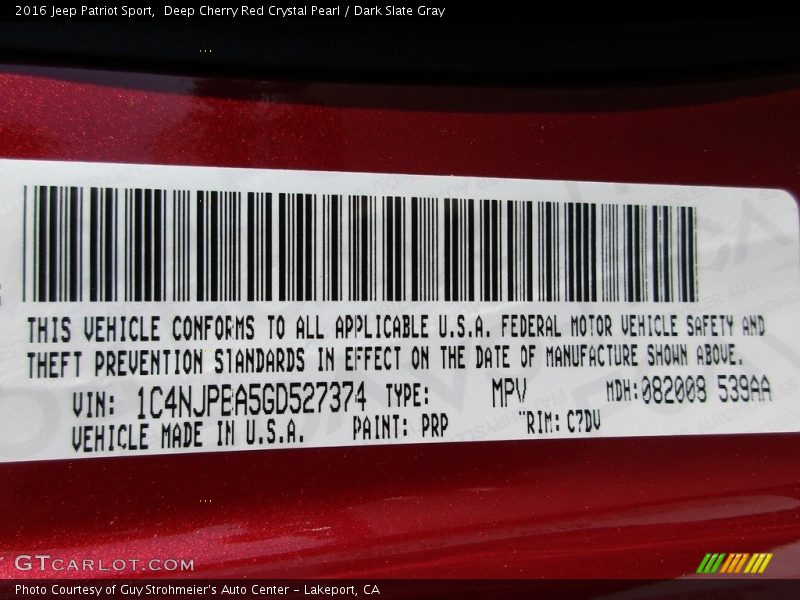 2016 Jeep Patriot Sport,  Deep Cherry Red Crystal Pearl / Dark Slate Gray
THIS VEHICLE CONFORMS TO ALL APPLICABLE U.S.A. FEDERAL MOTOR VEHICLE SAFETY AND
THEFT PREVENTION STANDARDS IN EFFECT ON THE DATE OF MANUFACTURE SHOWN ABOVE.
VIN: 1C4NJPBA5GD527374 TYPE: MPV MDH:082008 539AA
VEHICLE MADE IN U.S.A. PAINT: PRP TRIM: C7DV
GTCARLOT.COM
Photo Courtesy of Guy Strohmeier's Auto Center - Lakeport, CA